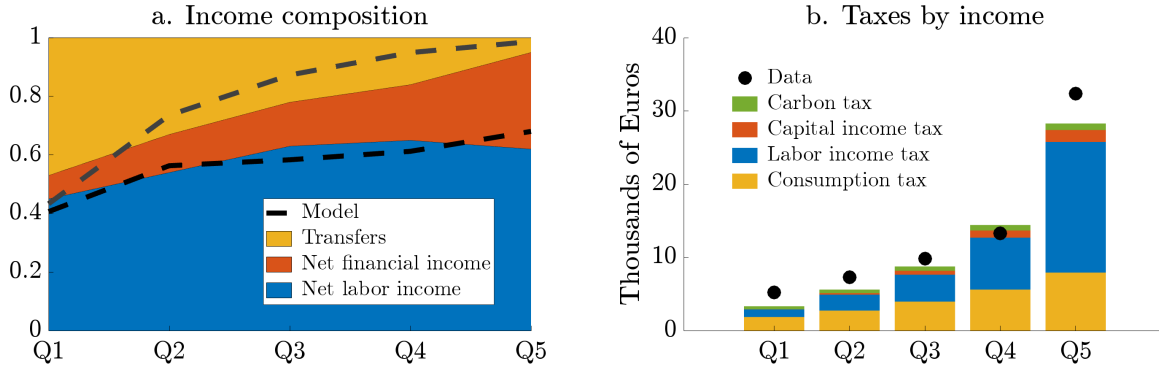 a. Income composition
1
0.8
0.6
0.4
0.2
0
Q1 Q2 Q3 Q4 Q5
Model
Transfers
Net financial income
Net labor income
b. Taxes by income
Thousands of Euros
40
30
20
10
0
Q1 Q2 Q3 Q4 Q5
Data
Carbon tax
Capital income tax
Labor income tax
Consumption tax